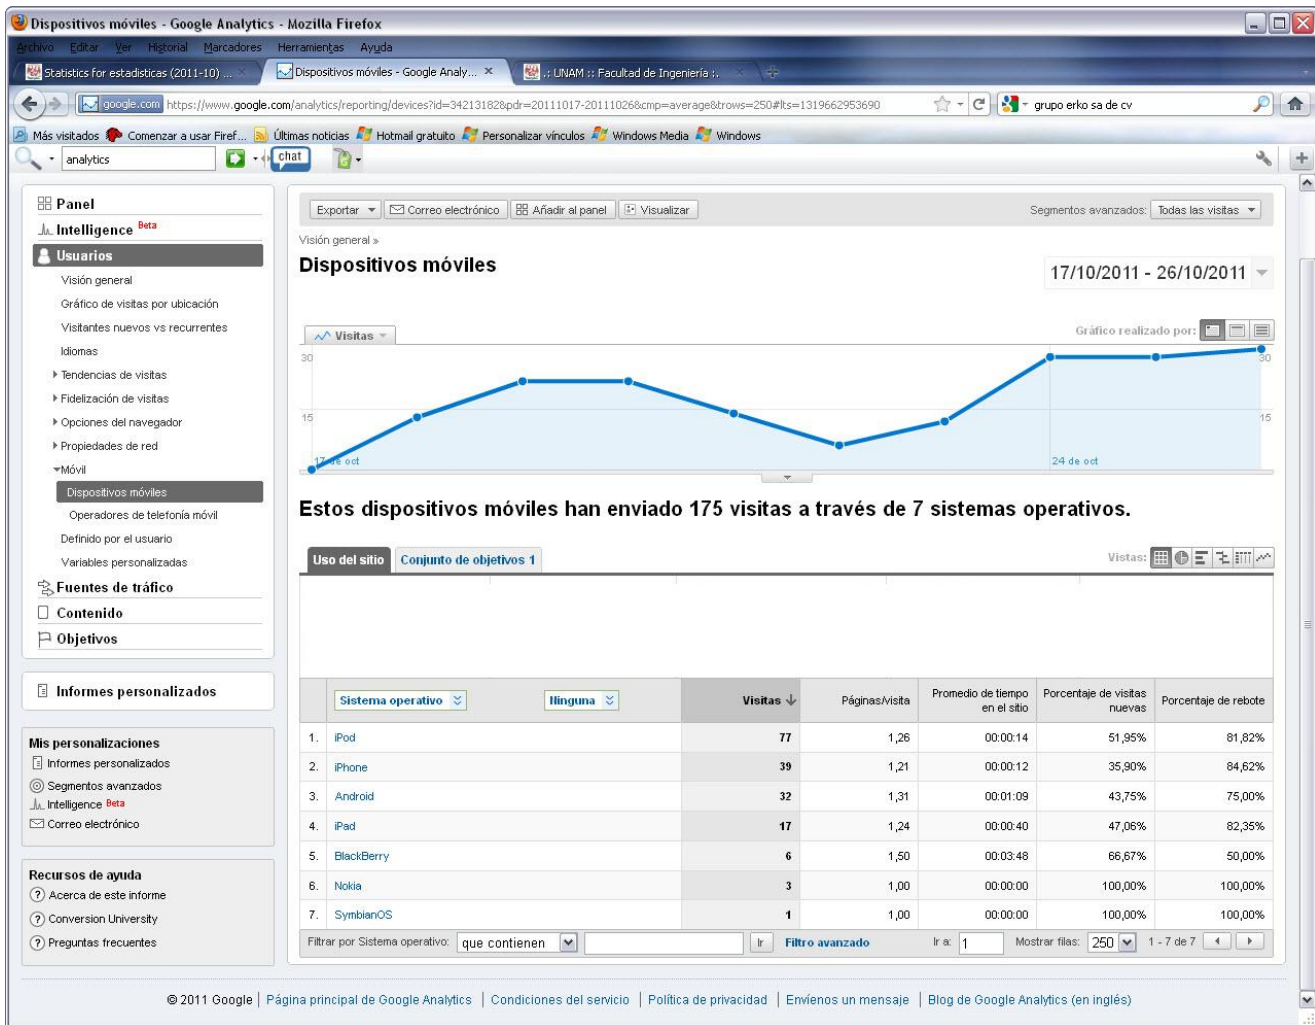 Dispositivos móviles - Google Analytics - Mozilla Firefox
Archivo Editar Ver Historial Marcadores Herramientas Ayuda
Statistics for estadisticas (2011-10) ... Dispositivos móviles - Google Analy... .: UNAM :: Facultad de Ingeniería :.
google.com https://www.google.com/analytics/reporting/devices?id=34213182&pdr=20111017-20111026&cmp=average&trows=250#lts=1319662953690 grupo erko sa de cv
Más visitados Comenzar a usar Firef... Últimas noticias Hotmail gratuito Personalizar vínculos Windows Media Windows
analytics chat
Panel
Intelligence Beta
Usuarios
Visión general
Gráfico de visitas por ubicación
Visitantes nuevos vs recurrentes
Idiomas
Tendencias de visitas
Fidelización de visitas
Opciones del navegador
Propiedades de red
Móvil
Dispositivos móviles
Operadores de telefonía móvil
Definido por el usuario
Variables personalizadas
Fuentes de tráfico
Contenido
Objetivos
Informes personalizados
Mis personalizaciones
Informes personalizados
Segmentos avanzados
Intelligence Beta
Correo electrónico
Recursos de ayuda
Acerca de este informe
Conversion University
Preguntas frecuentes
Exportar Correo electrónico Añadir al panel Visualizar Segmentos avanzados: Todas las visitas
Visión general »
Dispositivos móviles
17/10/2011 - 26/10/2011
Visitas Gráfico realizado por:
30 30
15 15
17 de oct 24 de oct
Estos dispositivos móviles han enviado 175 visitas a través de 7 sistemas operativos.
Uso del sitio Conjunto de objetivos 1 Vistas:
Sistema operativo Ninguna Visitas Páginas/visita Promedio de tiempo en el sitio Porcentaje de visitas nuevas Porcentaje de rebote
1. iPod 77 1,26 00:00:14 51,95% 81,82%
2. iPhone 39 1,21 00:00:12 35,90% 84,62%
3. Android 32 1,31 00:01:09 43,75% 75,00%
4. iPad 17 1,24 00:00:40 47,06% 82,35%
5. BlackBerry 6 1,50 00:03:48 66,67% 50,00%
6. Nokia 3 1,00 00:00:00 100,00% 100,00%
7. SymbianOS 1 1,00 00:00:00 100,00% 100,00%
Filtrar por Sistema operativo: que contienen Ir Filtro avanzado Ir a: 1 Mostrar filas: 250 1 - 7 de 7
© 2011 Google | Página principal de Google Analytics | Condiciones del servicio | Política de privacidad | Envíenos un mensaje | Blog de Google Analytics (en inglés)